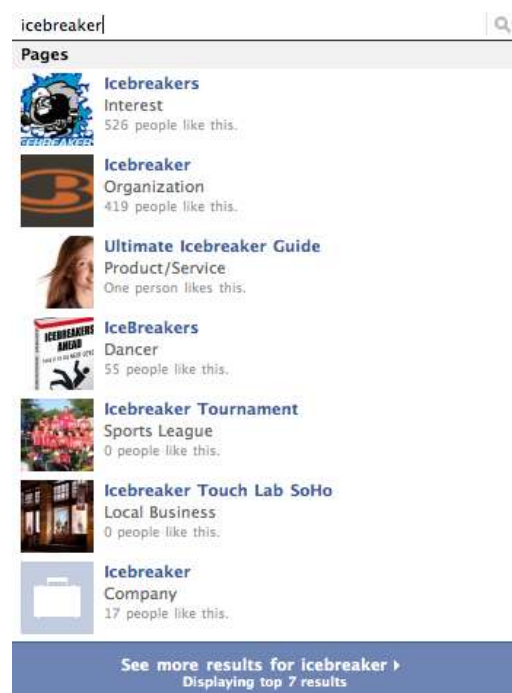 icebreaker
Pages
Icebreakers
Interest
526 people like this.
Icebreaker
Organization
419 people like this.
Ultimate Icebreaker Guide
Product/Service
One person likes this.
ICEBREAKERS
AHEAD
IceBreakers
Dancer
55 people like this.
Icebreaker Tournament
Sports League
0 people like this.
Icebreaker Touch Lab SoHo
Local Business
0 people like this.
Icebreaker
Company
17 people like this.
See more results for icebreaker
Displaying top 7 results